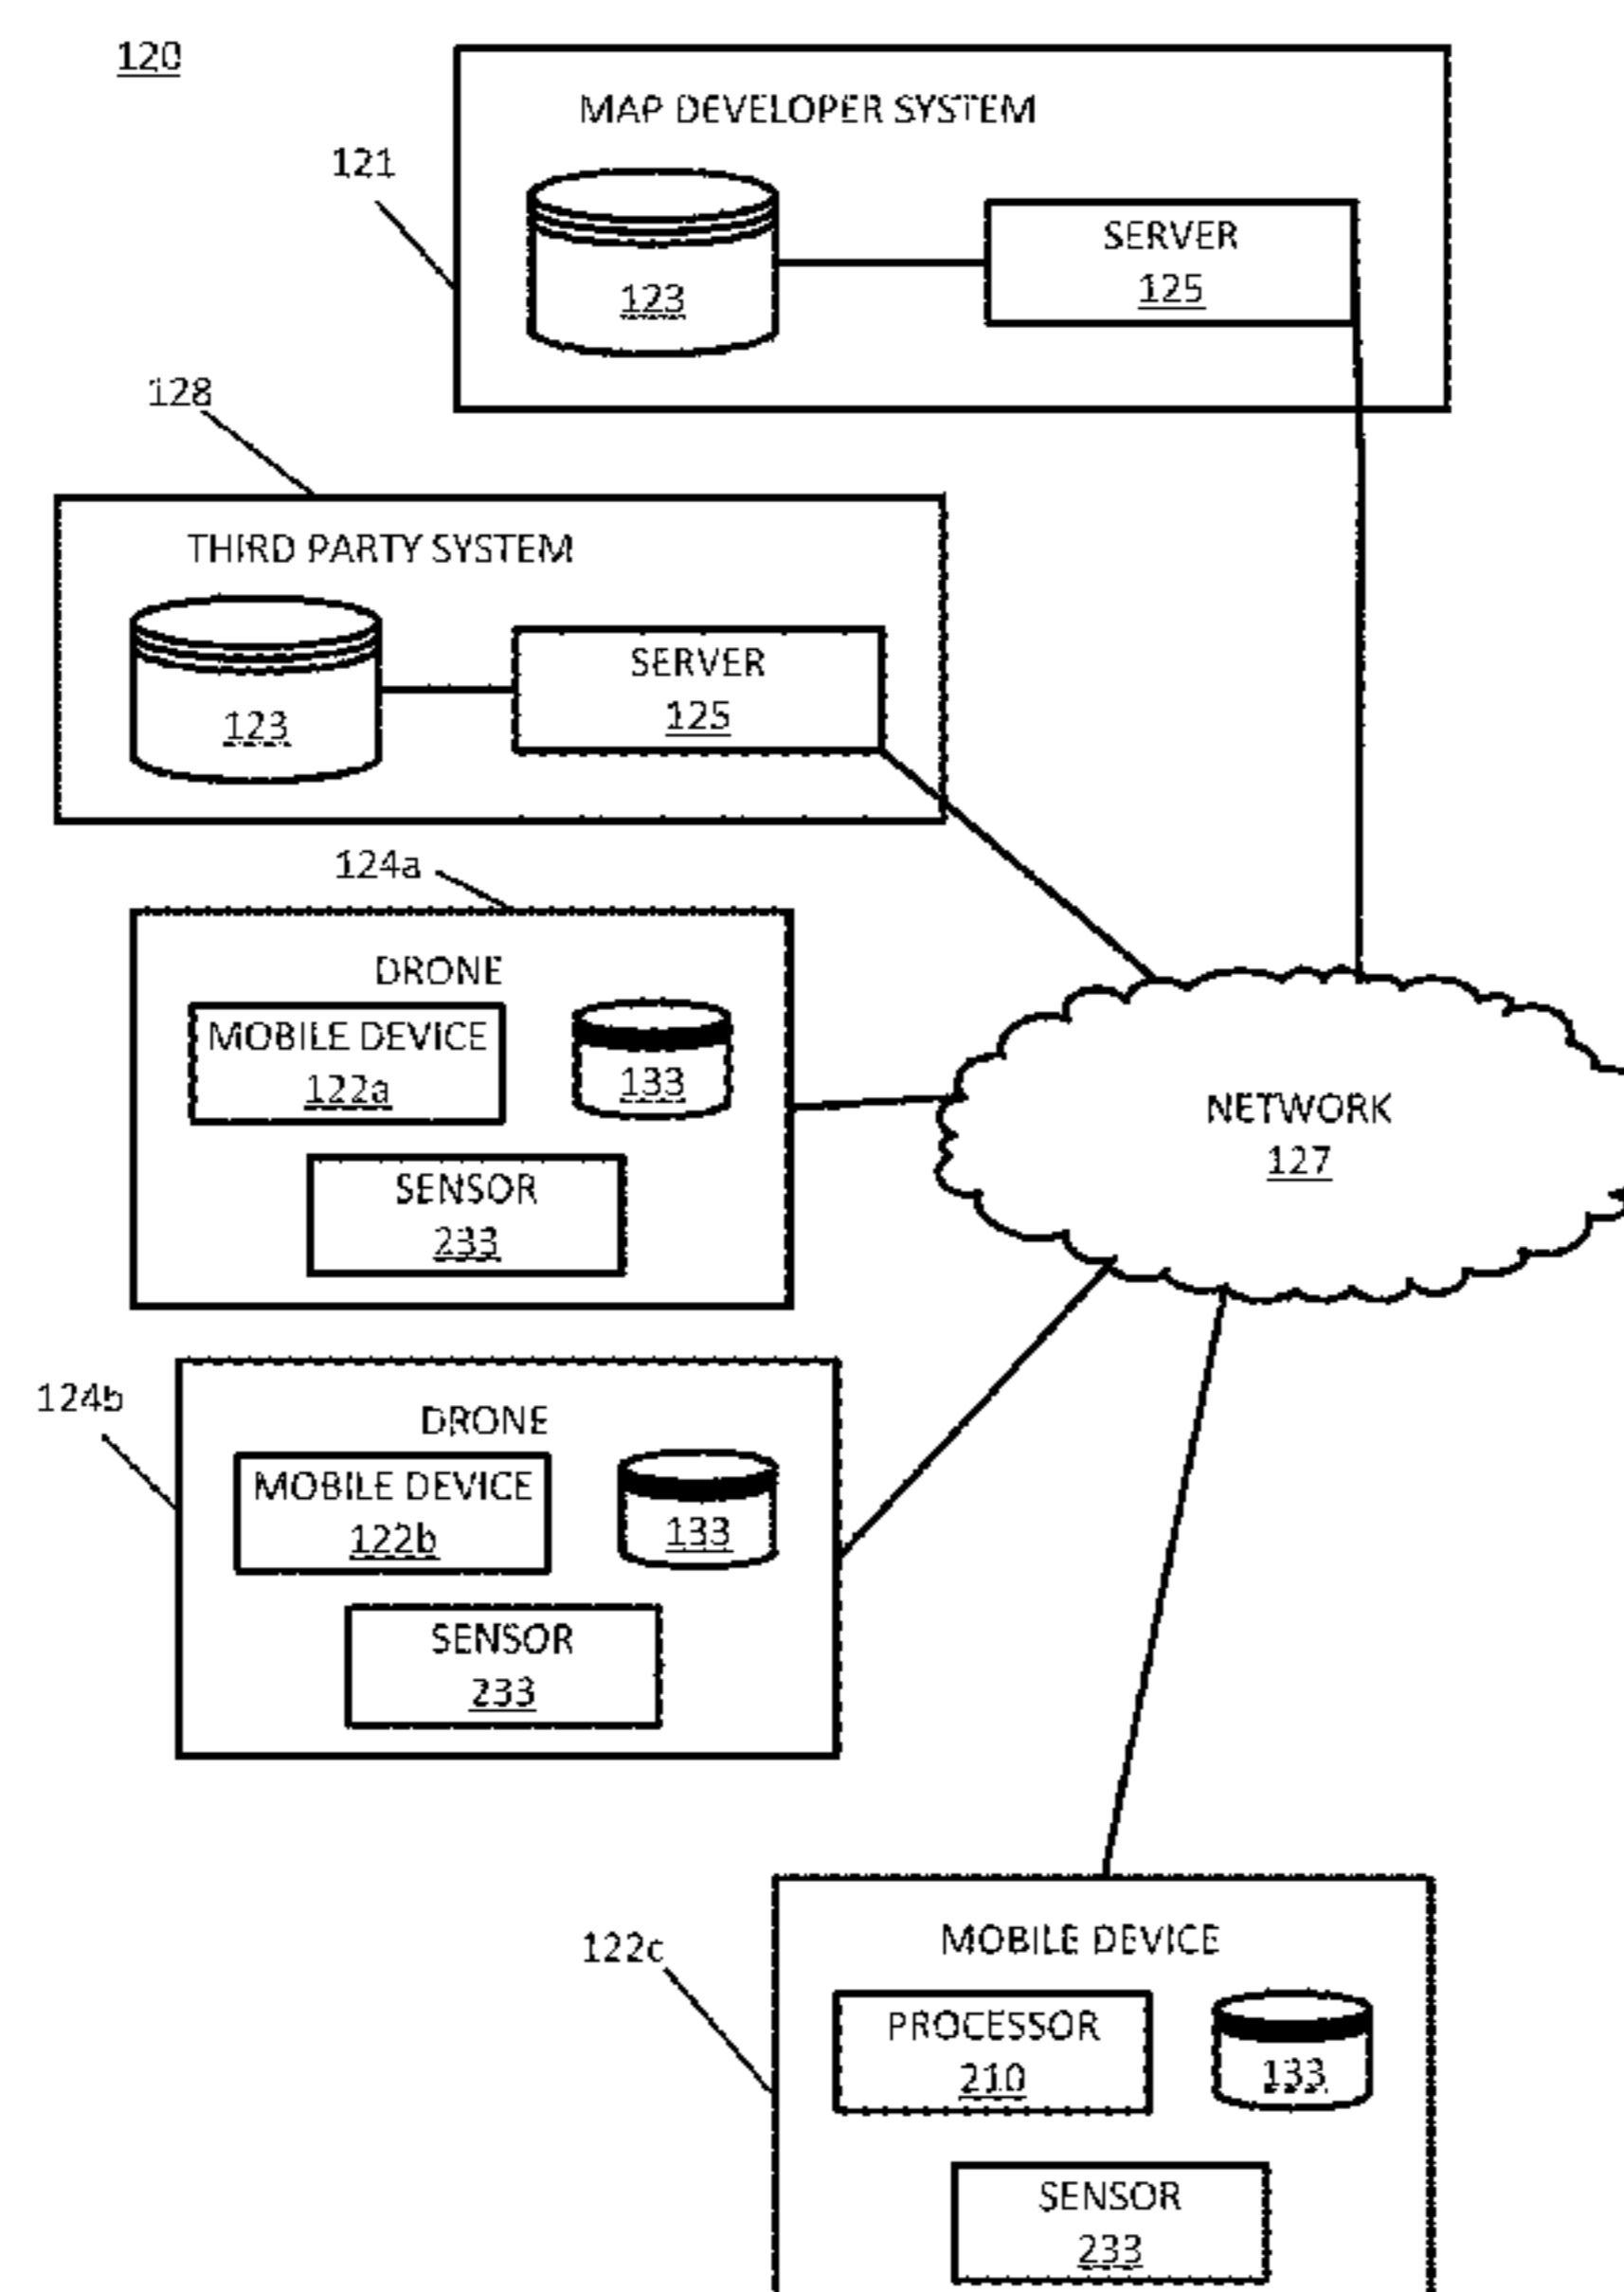 120
MAP DEVELOPER SYSTEM
121
SERVER
125
123
128
THIRD PARTY SYSTEM
SERVER
125
123
124a
DRONE
MOBILE DEVICE
122a
133
SENSOR
233
NETWORK
127
124b
DRONE
MOBILE DEVICE
122b
133
SENSOR
233
122c
MOBILE DEVICE
PROCESSOR
210
133
SENSOR
233